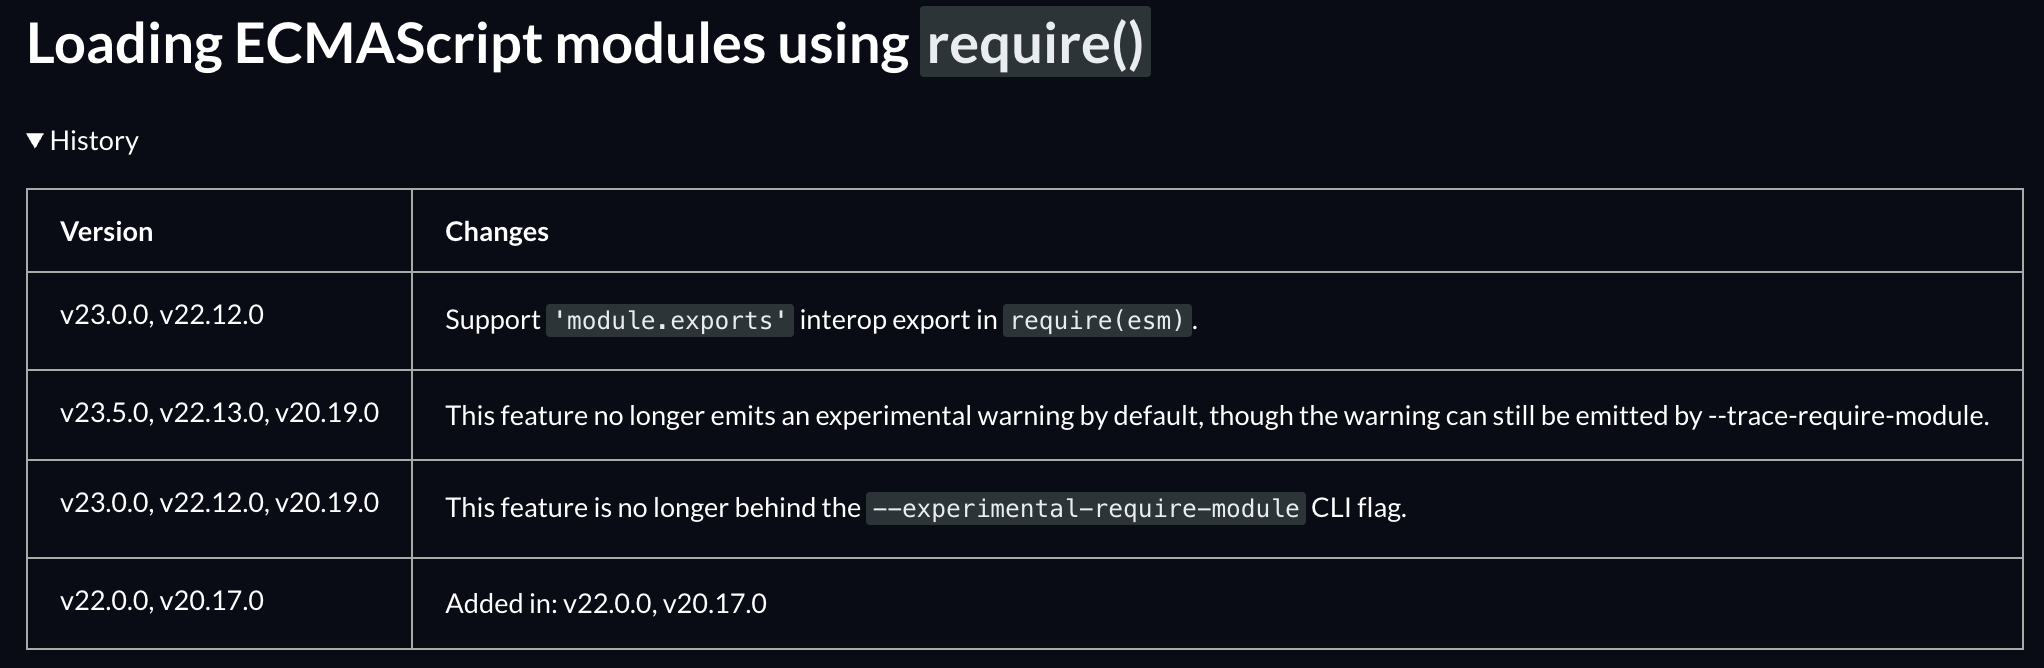 Loading ECMAScript modules using require()
▼ History
Version Changes
v23.0.0, v22.12.0 Support 'module.exports' interop export in require(esm).
v23.5.0, v22.13.0, v20.19.0 This feature no longer emits an experimental warning by default, though the warning can still be emitted by --trace-require-module.
v23.0.0, v22.12.0, v20.19.0 This feature is no longer behind the --experimental-require-module CLI flag.
v22.0.0, v20.17.0 Added in: v22.0.0, v20.17.0